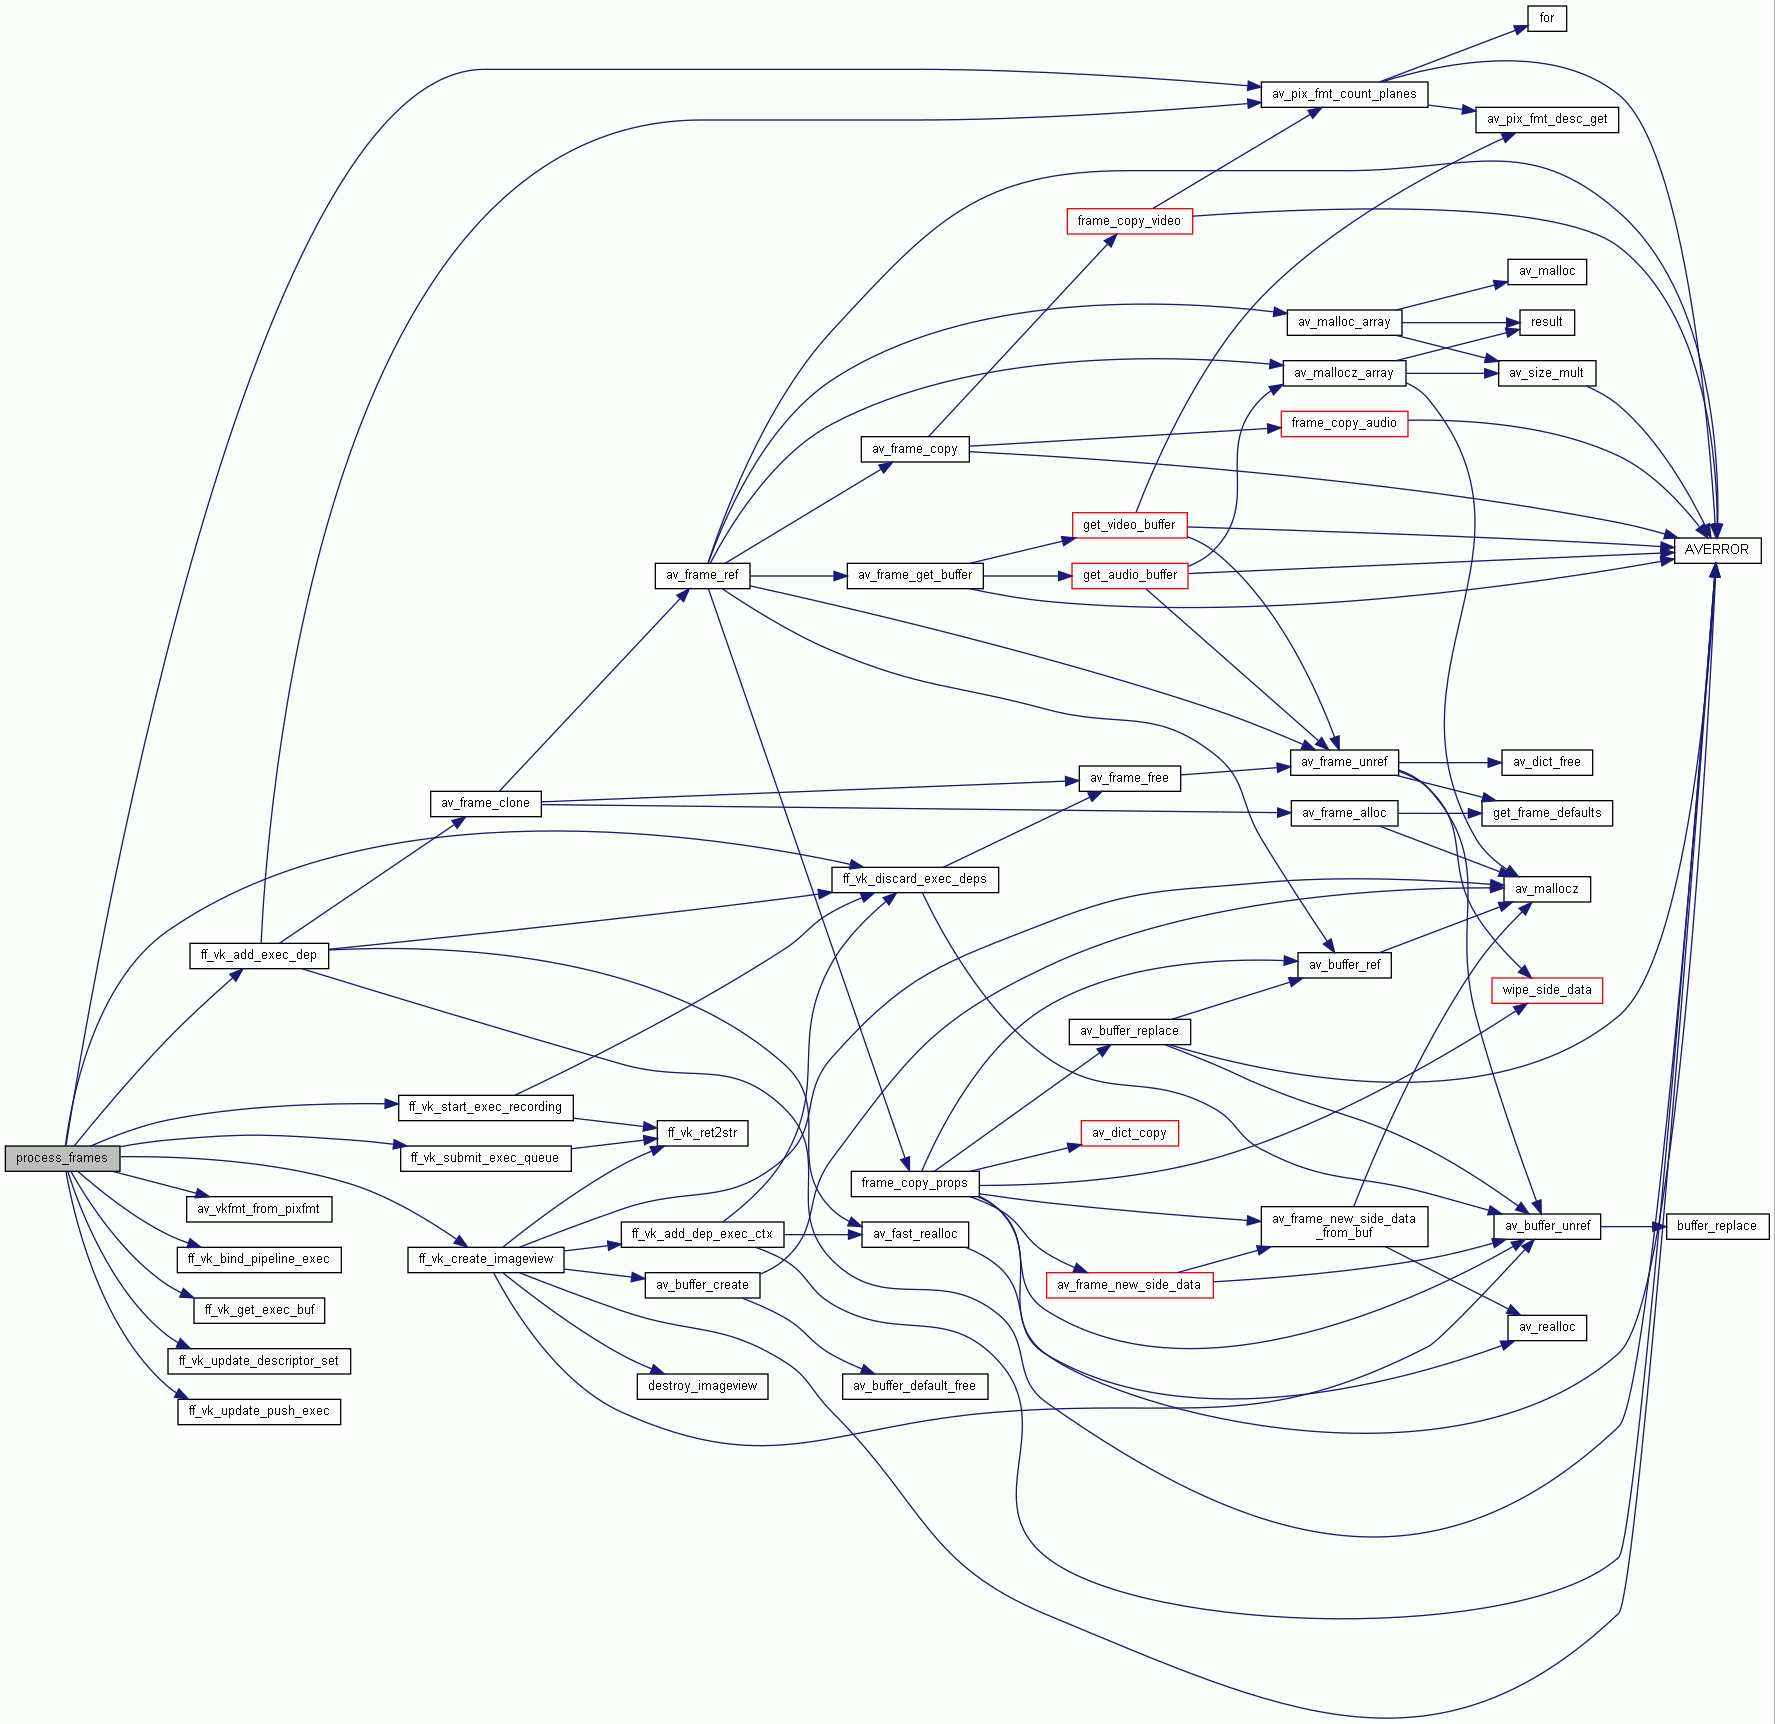 for
av_pix_fmt_count_planes
av_pix_fmt_desc_get
frame_copy_video
av_malloc
av_malloc_array
result
av_mallocz_array
av_size_mult
frame_copy_audio
av_frame_copy
get_video_buffer
AVERROR
av_frame_ref
av_frame_get_buffer
get_audio_buffer
av_frame_unref
av_dict_free
av_frame_free
av_frame_clone
av_frame_alloc
get_frame_defaults
ff_vk_discard_exec_deps
av_mallocz
ff_vk_add_exec_dep
av_buffer_ref
wipe_side_data
av_buffer_replace
ff_vk_start_exec_recording
ff_vk_ret2str
av_dict_copy
process_frames
ff_vk_submit_exec_queue
frame_copy_props
av_vkfmt_from_pixfmt
av_frame_new_side_data
_from_buf
ff_vk_add_dep_exec_ctx
av_fast_realloc
av_buffer_unref
buffer_replace
ff_vk_bind_pipeline_exec
ff_vk_create_imageview
av_buffer_create
av_frame_new_side_data
ff_vk_get_exec_buf
av_realloc
ff_vk_update_descriptor_set
destroy_imageview
av_buffer_default_free
ff_vk_update_push_exec